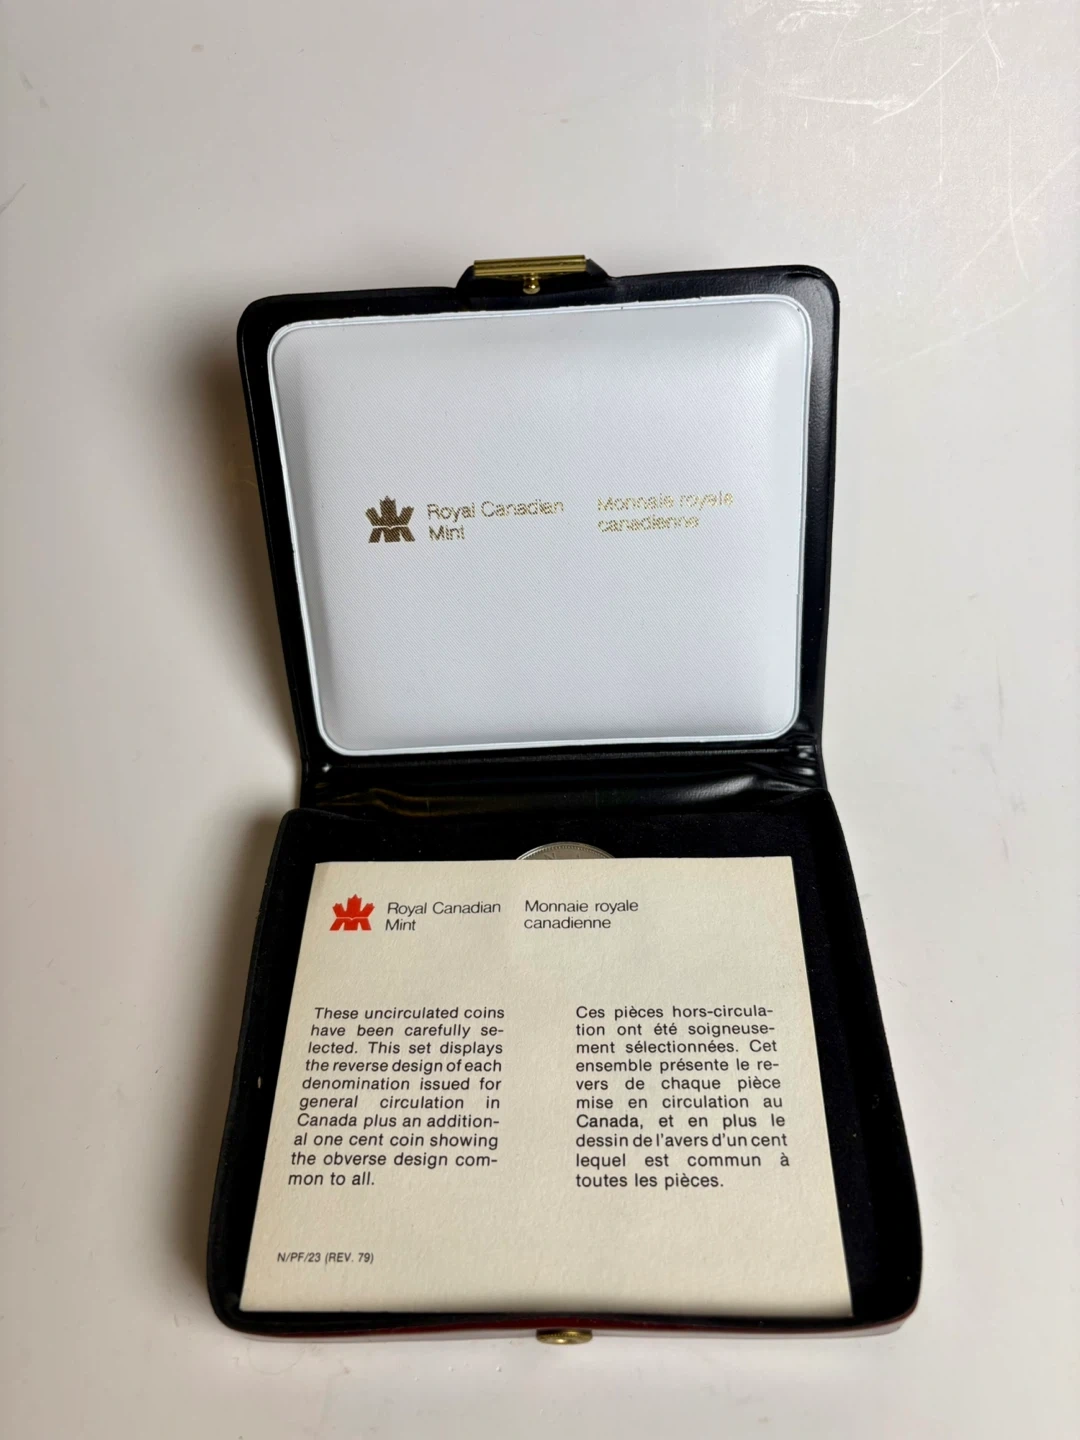 Royal Canadian
Mint
Monnaie royale
canadienne
Royal Canadian
Mint
Monnaie royale
canadienne
These uncirculated coins
have been carefully se-
lected. This set displays
the reverse design of each
denomination issued for
general circulation in
Canada plus an addition-
al one cent coin showing
the obverse design com-
mon to all.
Ces pièces hors-circula-
tion ont été soigneuse-
ment sélectionnées. Cet
ensemble présente le re-
vers de chaque pièce
mise en circulation au
Canada, et en plus le
dessin de l'avers d'un cent
lequel est commun à
toutes les pièces.
N/PF/23 (REV. 79)